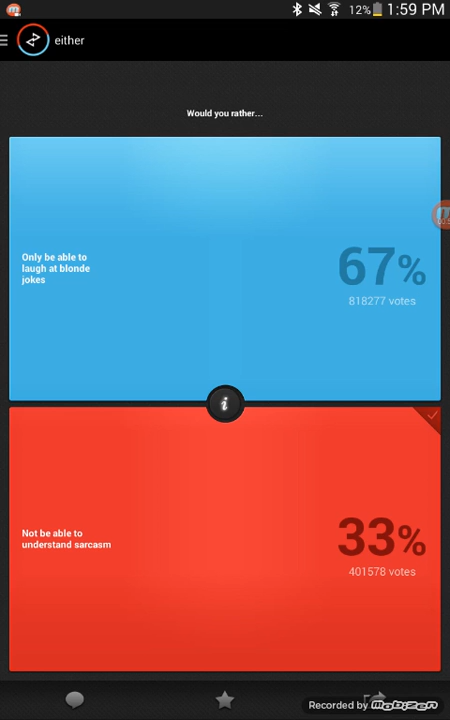 12% 1:59 PM
either
Would you rather...
Only be able to
laugh at blonde
jokes
67%
818277 votes
i
Not be able to
understand sarcasm
33%
401578 votes
Recorded by Mobizen